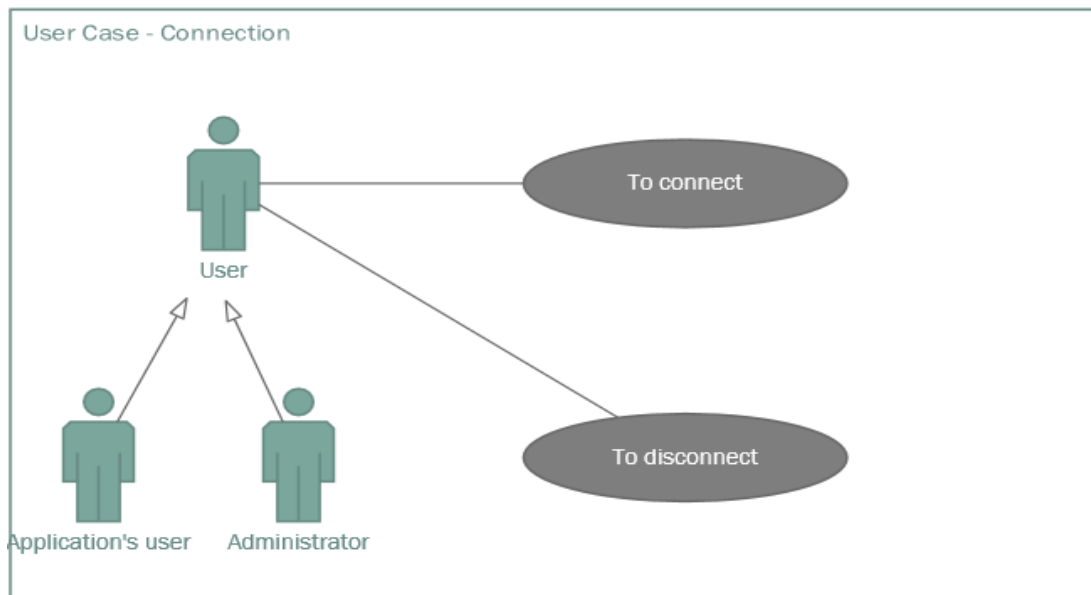 User Case - Connection
To connect
User
To disconnect
Application's user
Administrator